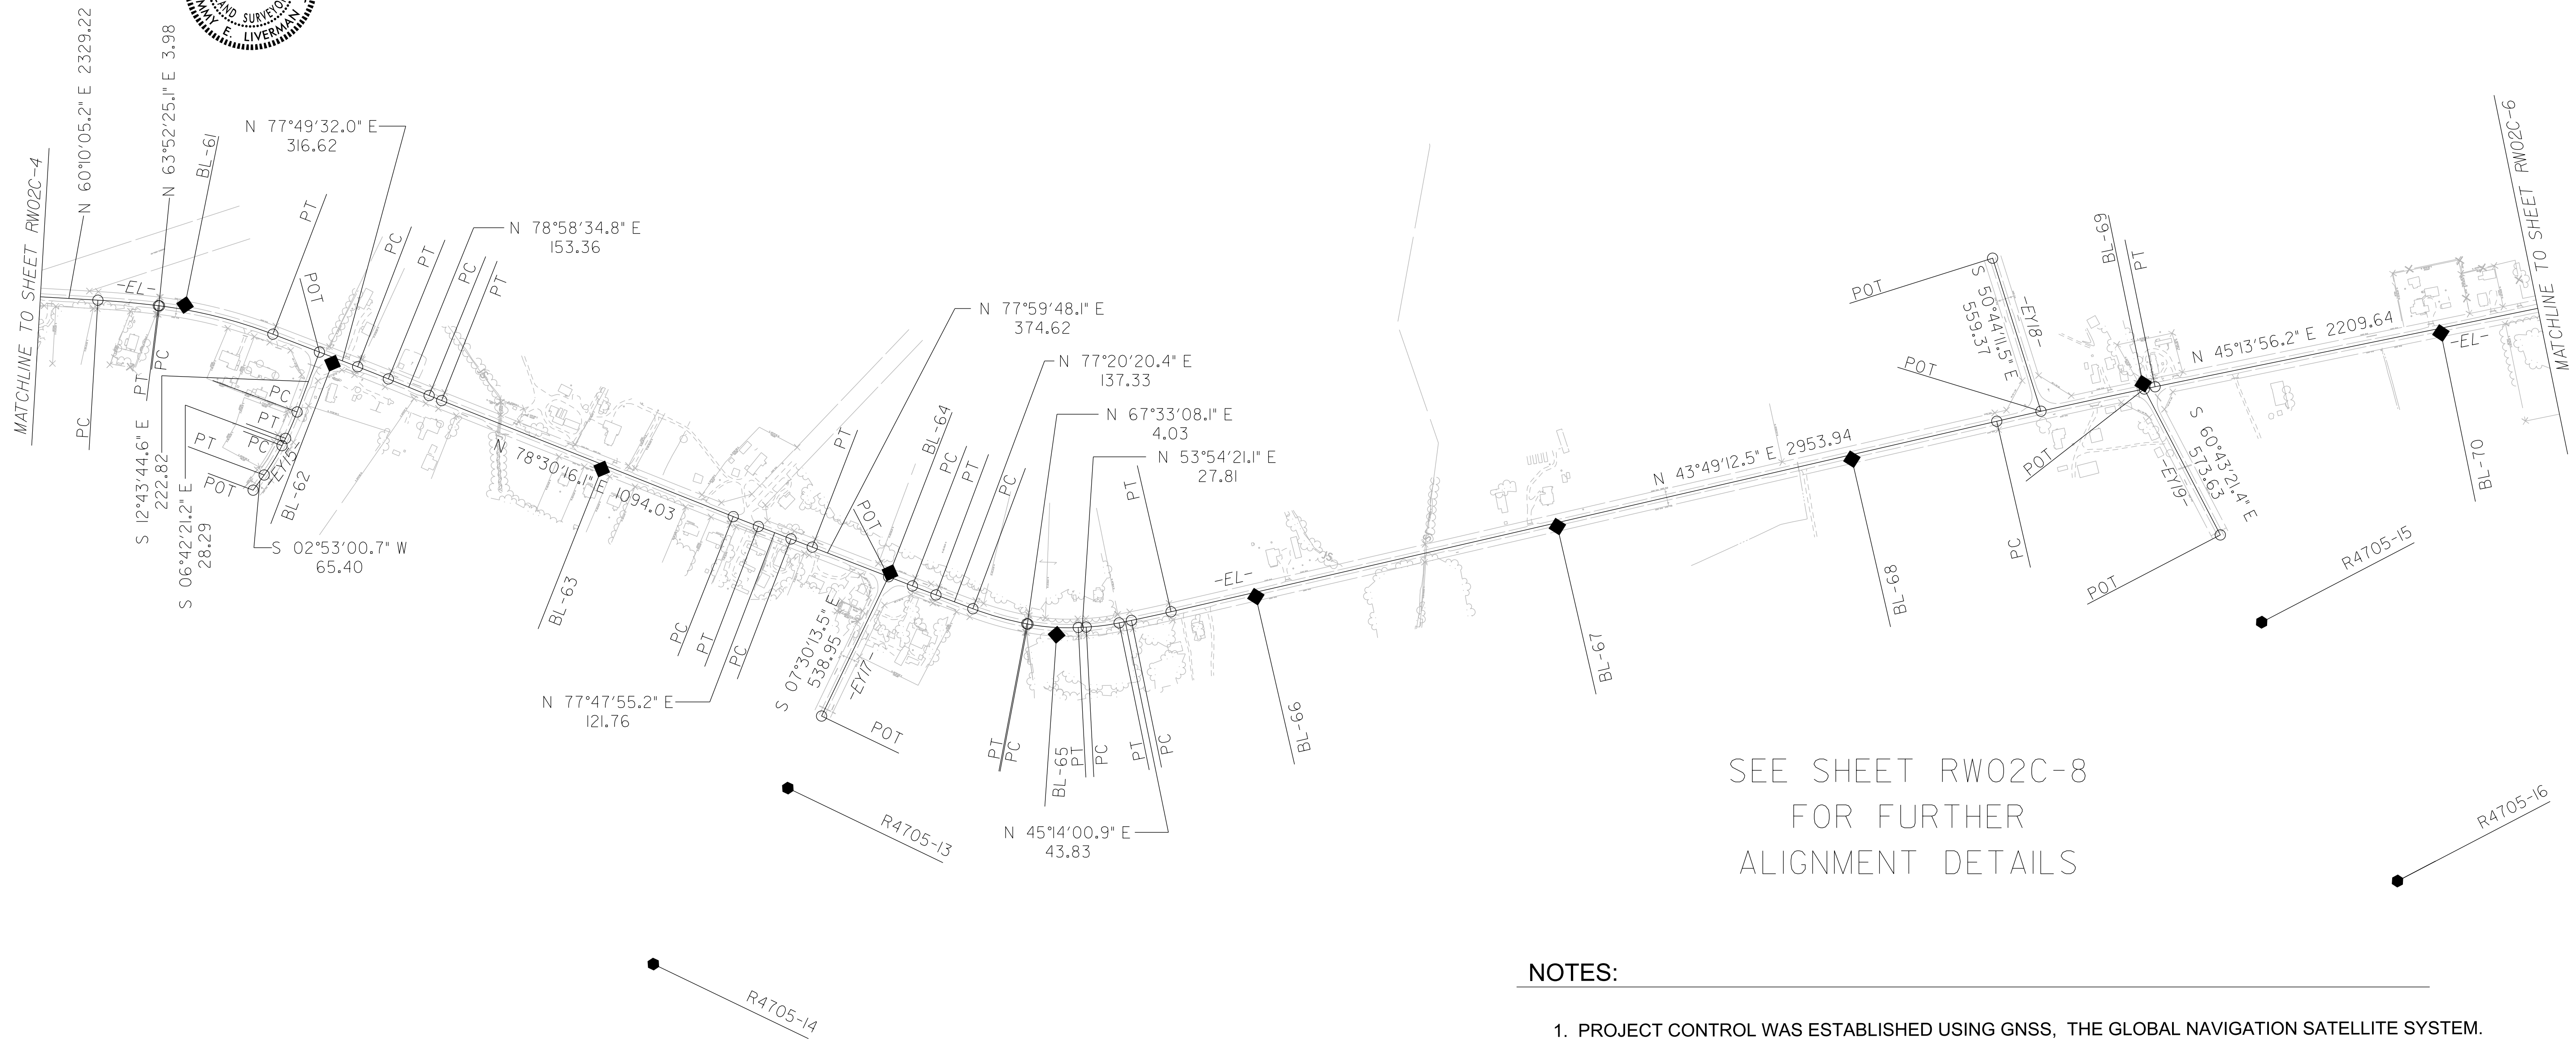 LAND SURVEYOR
MMY E. LIVERMAN
MATCHLINE TO SHEET RW02C-4
N 60°10'05.2" E 2329.22
N 63°52'25.1" E 3.98
BL-61
N 77°49'32.0" E
316.62
-EL-
PT
POT
PC
PT
PC
PT
N 78°58'34.8" E
153.36
PC
PT
PC
S 12°43'44.6" E
222.82
S 06°42'21.2" E
28.29
PC
PT
PC
PT
POT
-EY15-
BL-62
S 02°53'00.7" W
65.40
N 78°30'16.1" E 1094.03
BL-63
PC
PT
PC
N 77°47'55.2" E
121.76
PT
POT
BL-64
PC
PT
PC
N 77°59'48.1" E
374.62
N 77°20'20.4" E
137.33
N 67°33'08.1" E
4.03
N 53°54'21.1" E
27.81
S 07°30'13.5" E
538.95
-EY17-
POT
PT
PC
BL-65
PT
PC
PT
PC
PT
N 45°14'00.9" E
43.83
-EL-
BL-66
BL-67
N 43°49'12.5" E 2953.94
BL-68
POT
S 50°44'11.5" E
559.37
-EY18-
POT
PC
POT
BL-69
PT
N 45°13'56.2" E 2209.64
S 60°43'21.4" E
573.63
-EY19-
POT
-EL-
BL-70
MATCHLINE TO SHEET RW02C-6
R4705-13
R4705-14
R4705-15
R4705-16
SEE SHEET RW02C-8
FOR FURTHER
ALIGNMENT DETAILS
NOTES:
1. PROJECT CONTROL WAS ESTABLISHED USING GNSS, THE GLOBAL NAVIGATION SATELLITE SYSTEM.